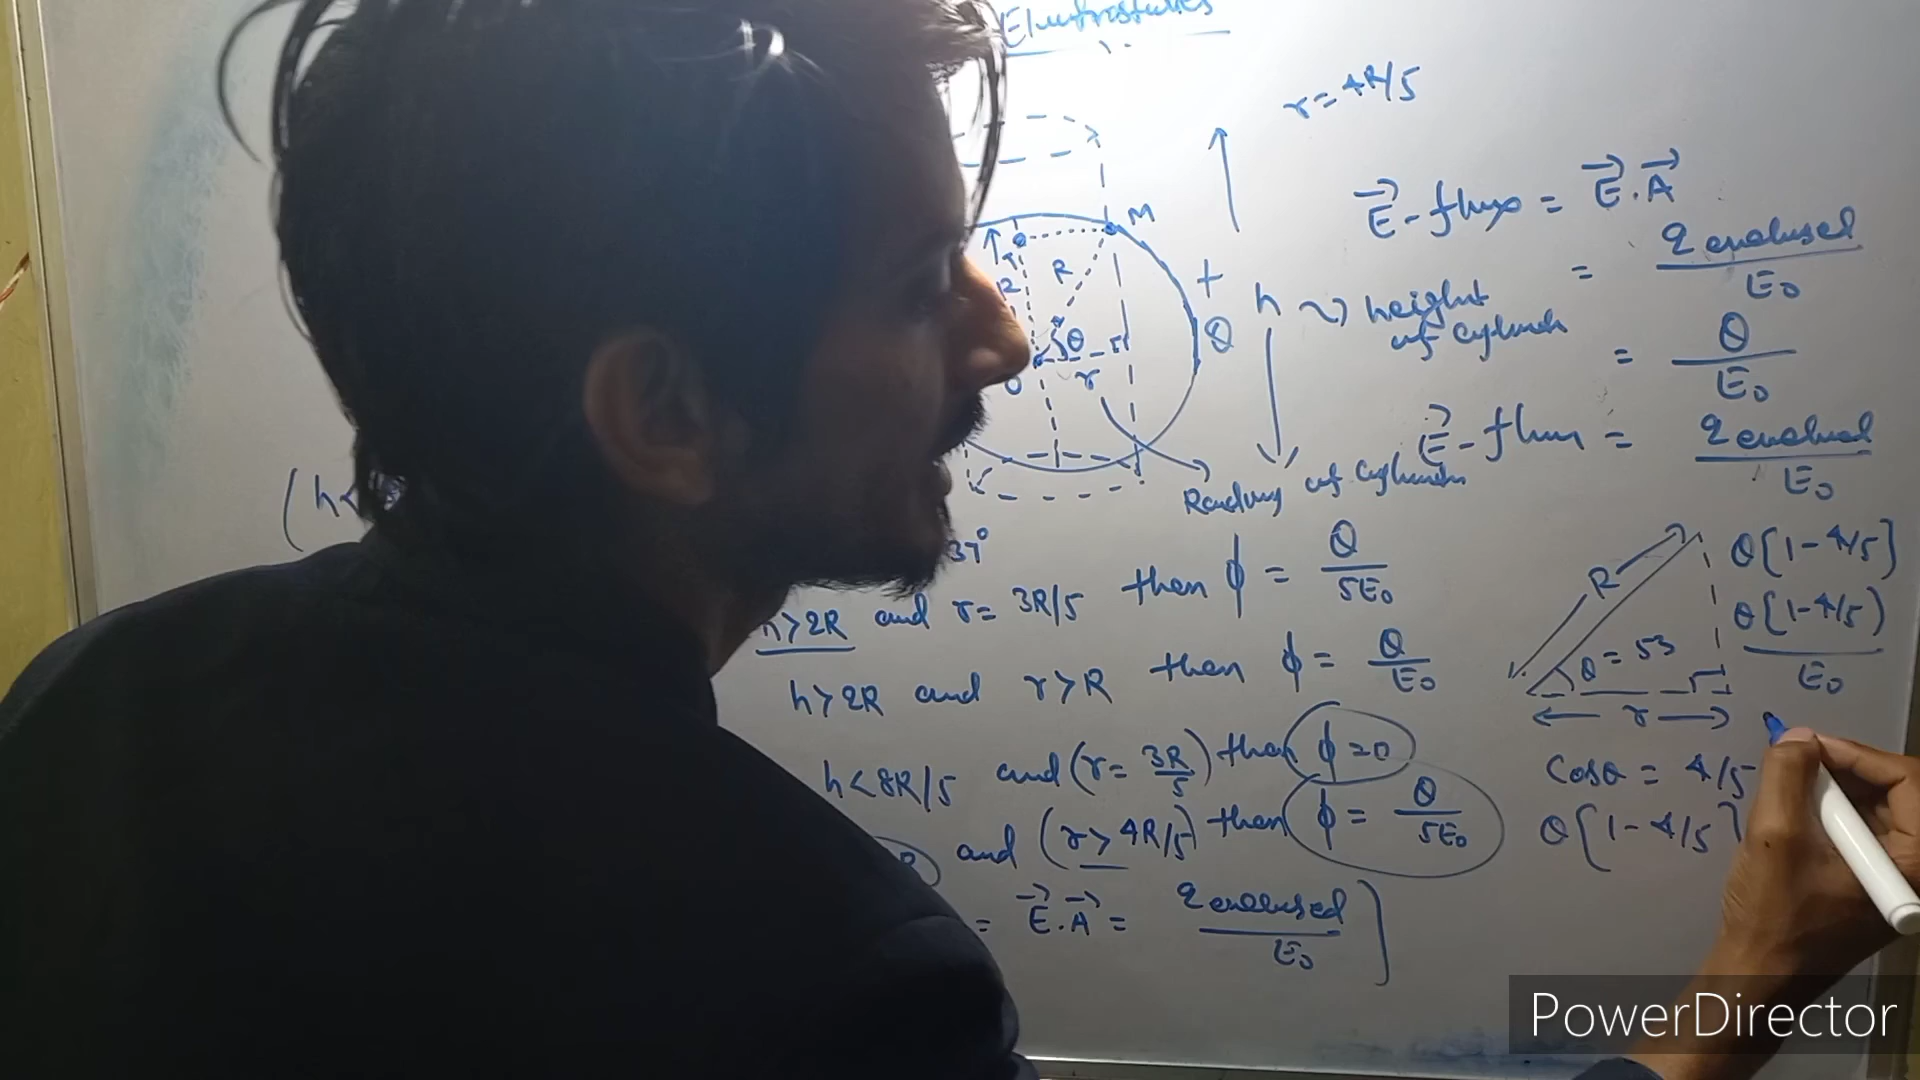 Electrostatics
r = 4R/5
E⃗ - flux = E⃗ . A⃗
= q enclosed / ε0
= Q / ε0
E⃗ - flux = q enclosed / ε0
M
R
R
θ
r
O
+
Q
h ~> height
of cylinder
Radius of cylinder
(h<
37°
h > 2R and r = 3R/5 then ϕ = Q / 5ε0
h > 2R and r > R then ϕ = Q / ε0
h < 8R/5 and (r = 3R/5) then ϕ = 0
and (r > 4R/5) then ϕ = Q / 5ε0
= E⃗ . A⃗ = q enclosed / ε0 ]
R
θ = 53
r
Q[1 - 4/5]
Q[1 - 4/5) / ε0
Cosθ = 4/5
Q[1 - 4/5]
PowerDirector